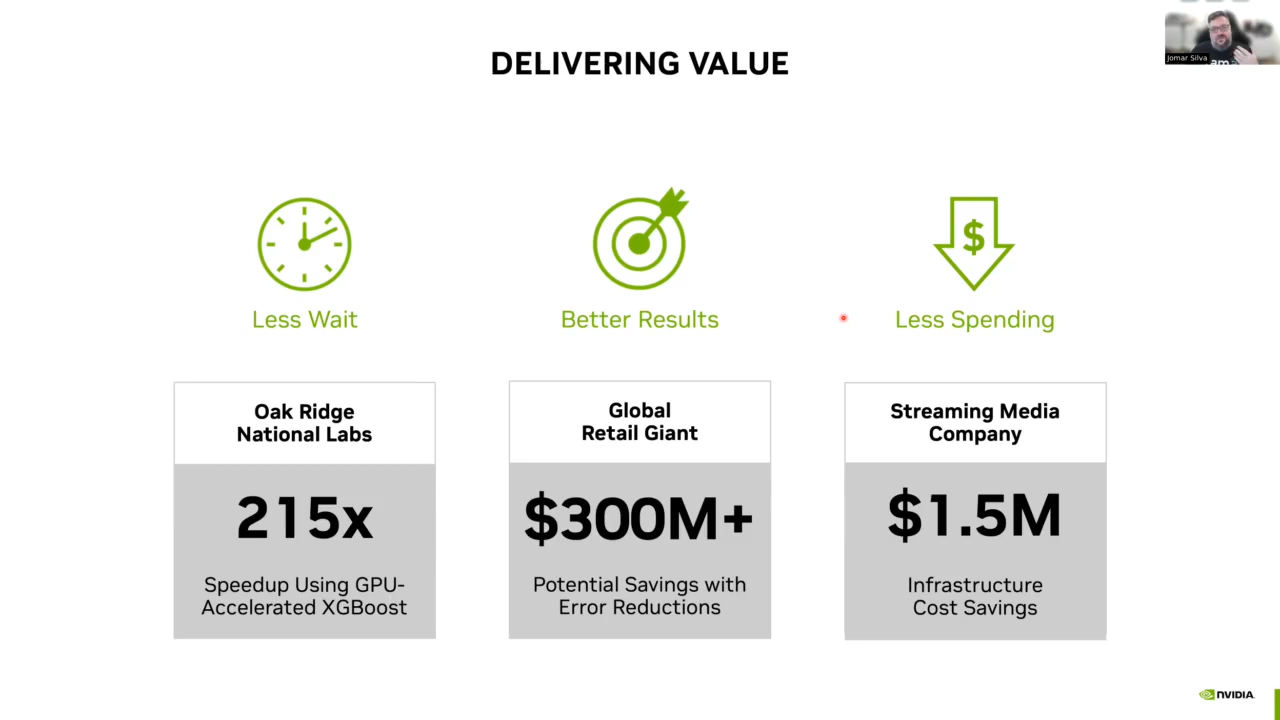 DELIVERING VALUE
Jomar Silva
Less Wait
Better Results
$
Less Spending
Oak Ridge
National Labs
215x
Speedup Using GPU-
Accelerated XGBoost
Global
Retail Giant
$300M+
Potential Savings with
Error Reductions
Streaming Media
Company
$1.5M
Infrastructure
Cost Savings
NVIDIA.